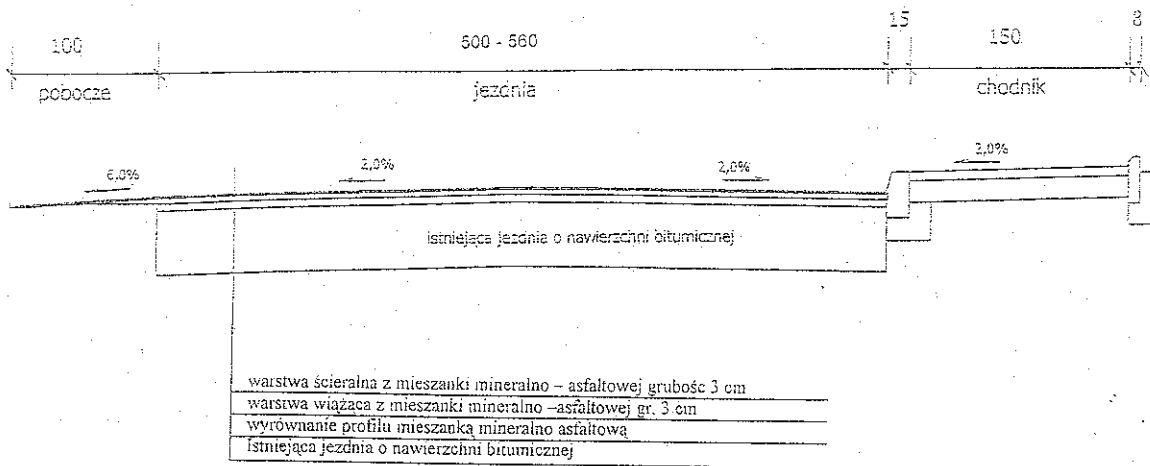 100
500 - 560
15
150
8
pobocze
jezdnia
chodnik
6,0%
2,0%
2,0%
2,0%
istniejąca jezdnia o nawierzchni bitumicznej
warstwa ścieralna z mieszanki mineralno – asfaltowej grubośc 3 cm
warstwa wiążąca z mieszanki mineralno –asfaltowej gr. 3 cm
wyrównanie profilu mieszanką mineralno asfaltową
istniejąca jezdnia o nawierzchni bitumicznej